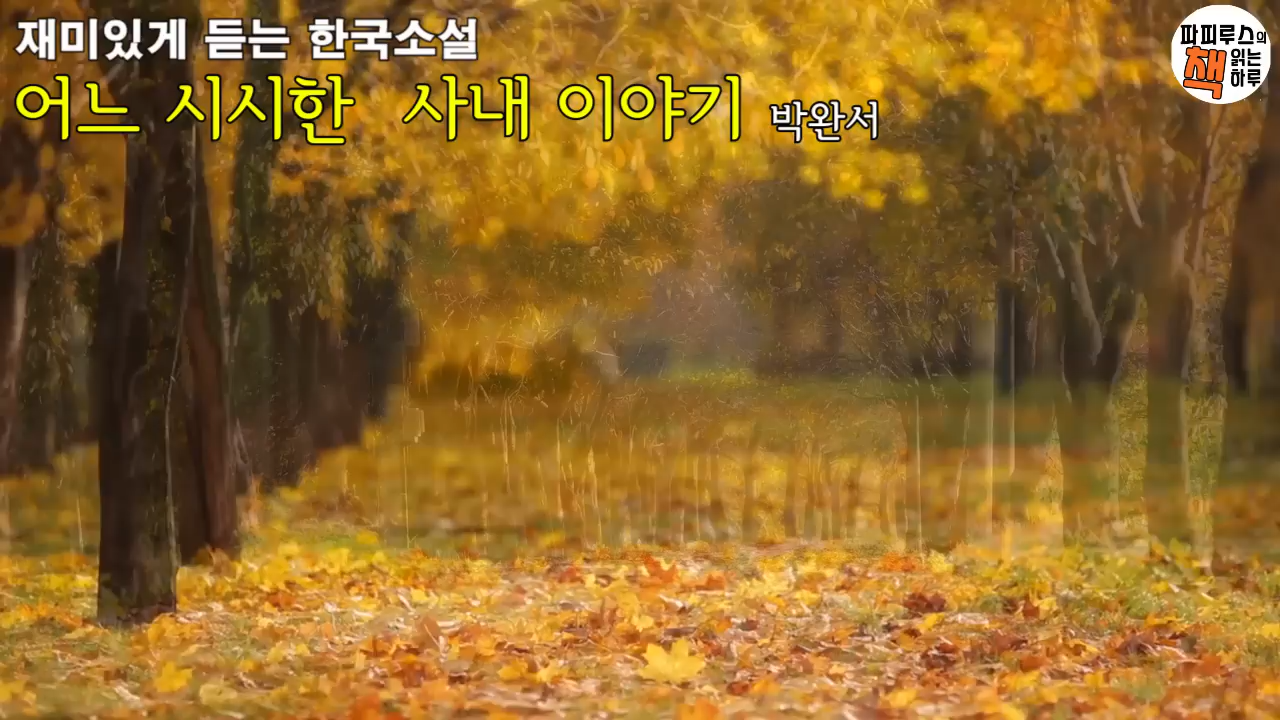 재미있게 듣는 한국소설
어느 시시한 사내 이야기 박완서
파피루스의
책 읽는
하루